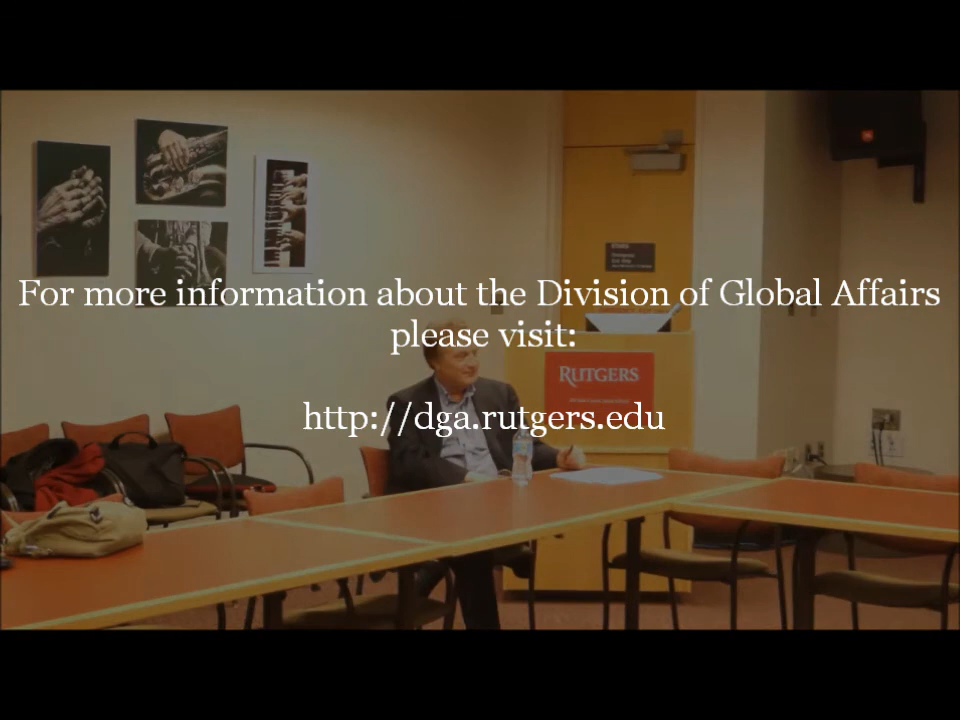 For more information about the Division of Global Affairs
please visit:
http://dga.rutgers.edu
RUTGERS